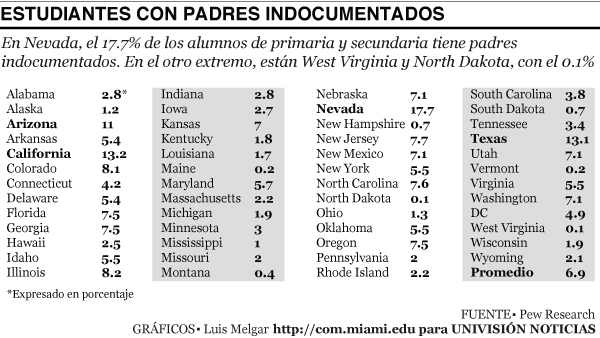 ESTUDIANTES CON PADRES INDOCUMENTADOS
En Nevada, el 17.7% de los alumnos de primaria y secundaria tiene padres
indocumentados. En el otro extremo, están West Virginia y North Dakota, con el 0.1%
Alabama 2.8*
Alaska 1.2
Arizona 11
Arkansas 5.4
California 13.2
Colorado 8.1
Connecticut 4.2
Delaware 5.4
Florida 7.5
Georgia 7.5
Hawaii 2.5
Idaho 5.5
Illinois 8.2
Indiana 2.8
Iowa 2.7
Kansas 7
Kentucky 1.8
Louisiana 1.7
Maine 0.2
Maryland 5.7
Massachusetts 2.2
Michigan 1.9
Minnesota 3
Mississippi 1
Missouri 2
Montana 0.4
Nebraska 7.1
Nevada 17.7
New Hampshire 0.7
New Jersey 7.7
New Mexico 7.1
New York 5.5
North Carolina 7.6
North Dakota 0.1
Ohio 1.3
Oklahoma 5.5
Oregon 7.5
Pennsylvania 2
Rhode Island 2.2
South Carolina 3.8
South Dakota 0.7
Tennessee 3.4
Texas 13.1
Utah 7.1
Vermont 0.2
Virginia 5.5
Washington 7.1
DC 4.9
West Virginia 0.1
Wisconsin 1.9
Wyoming 2.1
Promedio 6.9
*Expresado en porcentaje
FUENTE▪ Pew Research
GRÁFICOS▪ Luis Melgar http://com.miami.edu para UNIVISIÓN NOTICIAS